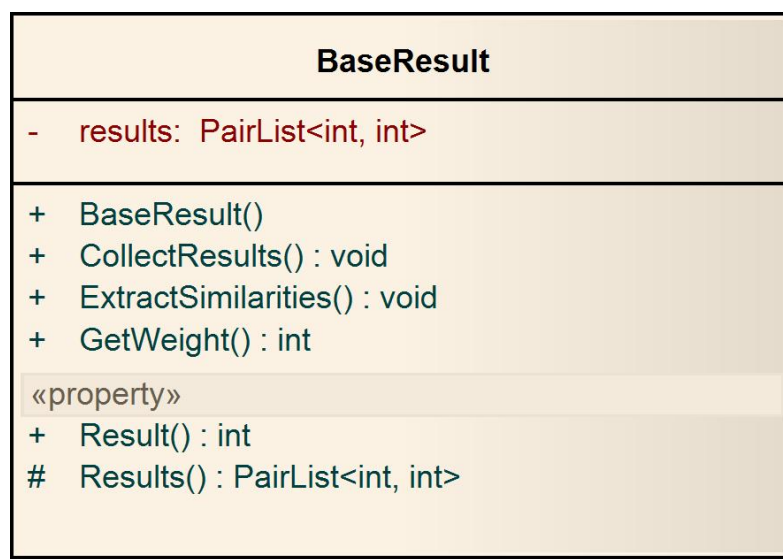 BaseResult
- results: PairList<int, int>
+ BaseResult()
+ CollectResults() : void
+ ExtractSimilarities() : void
+ GetWeight() : int
«property»
+ Result() : int
# Results() : PairList<int, int>